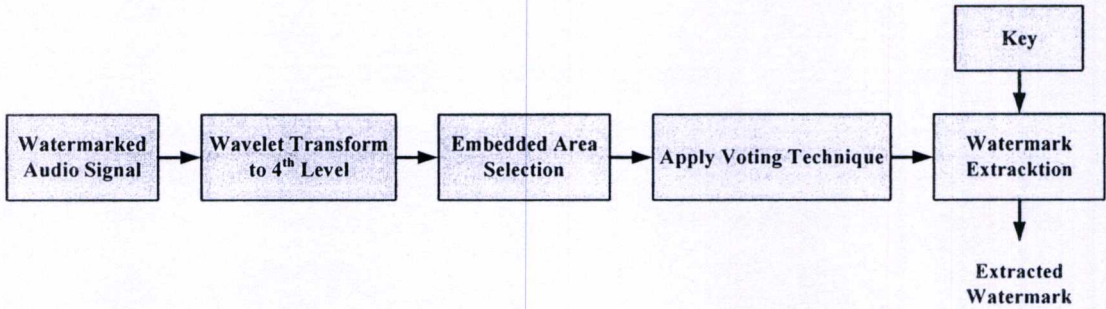 Key
Watermarked
Audio Signal
Wavelet Transform
to 4th Level
Embedded Area
Selection
Apply Voting Technique
Watermark
Extracktion
Extracted
Watermark